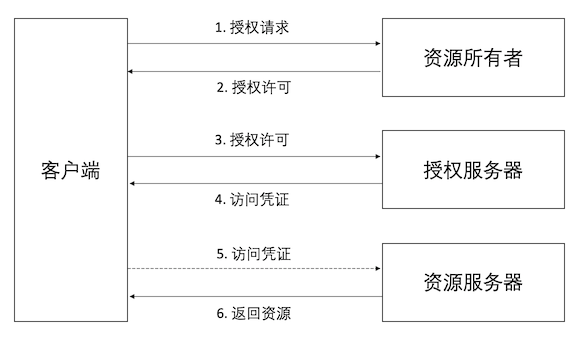 1. 授权请求
资源所有者
2. 授权许可
3. 授权许可
客户端
授权服务器
4. 访问凭证
5. 访问凭证
资源服务器
6. 返回资源